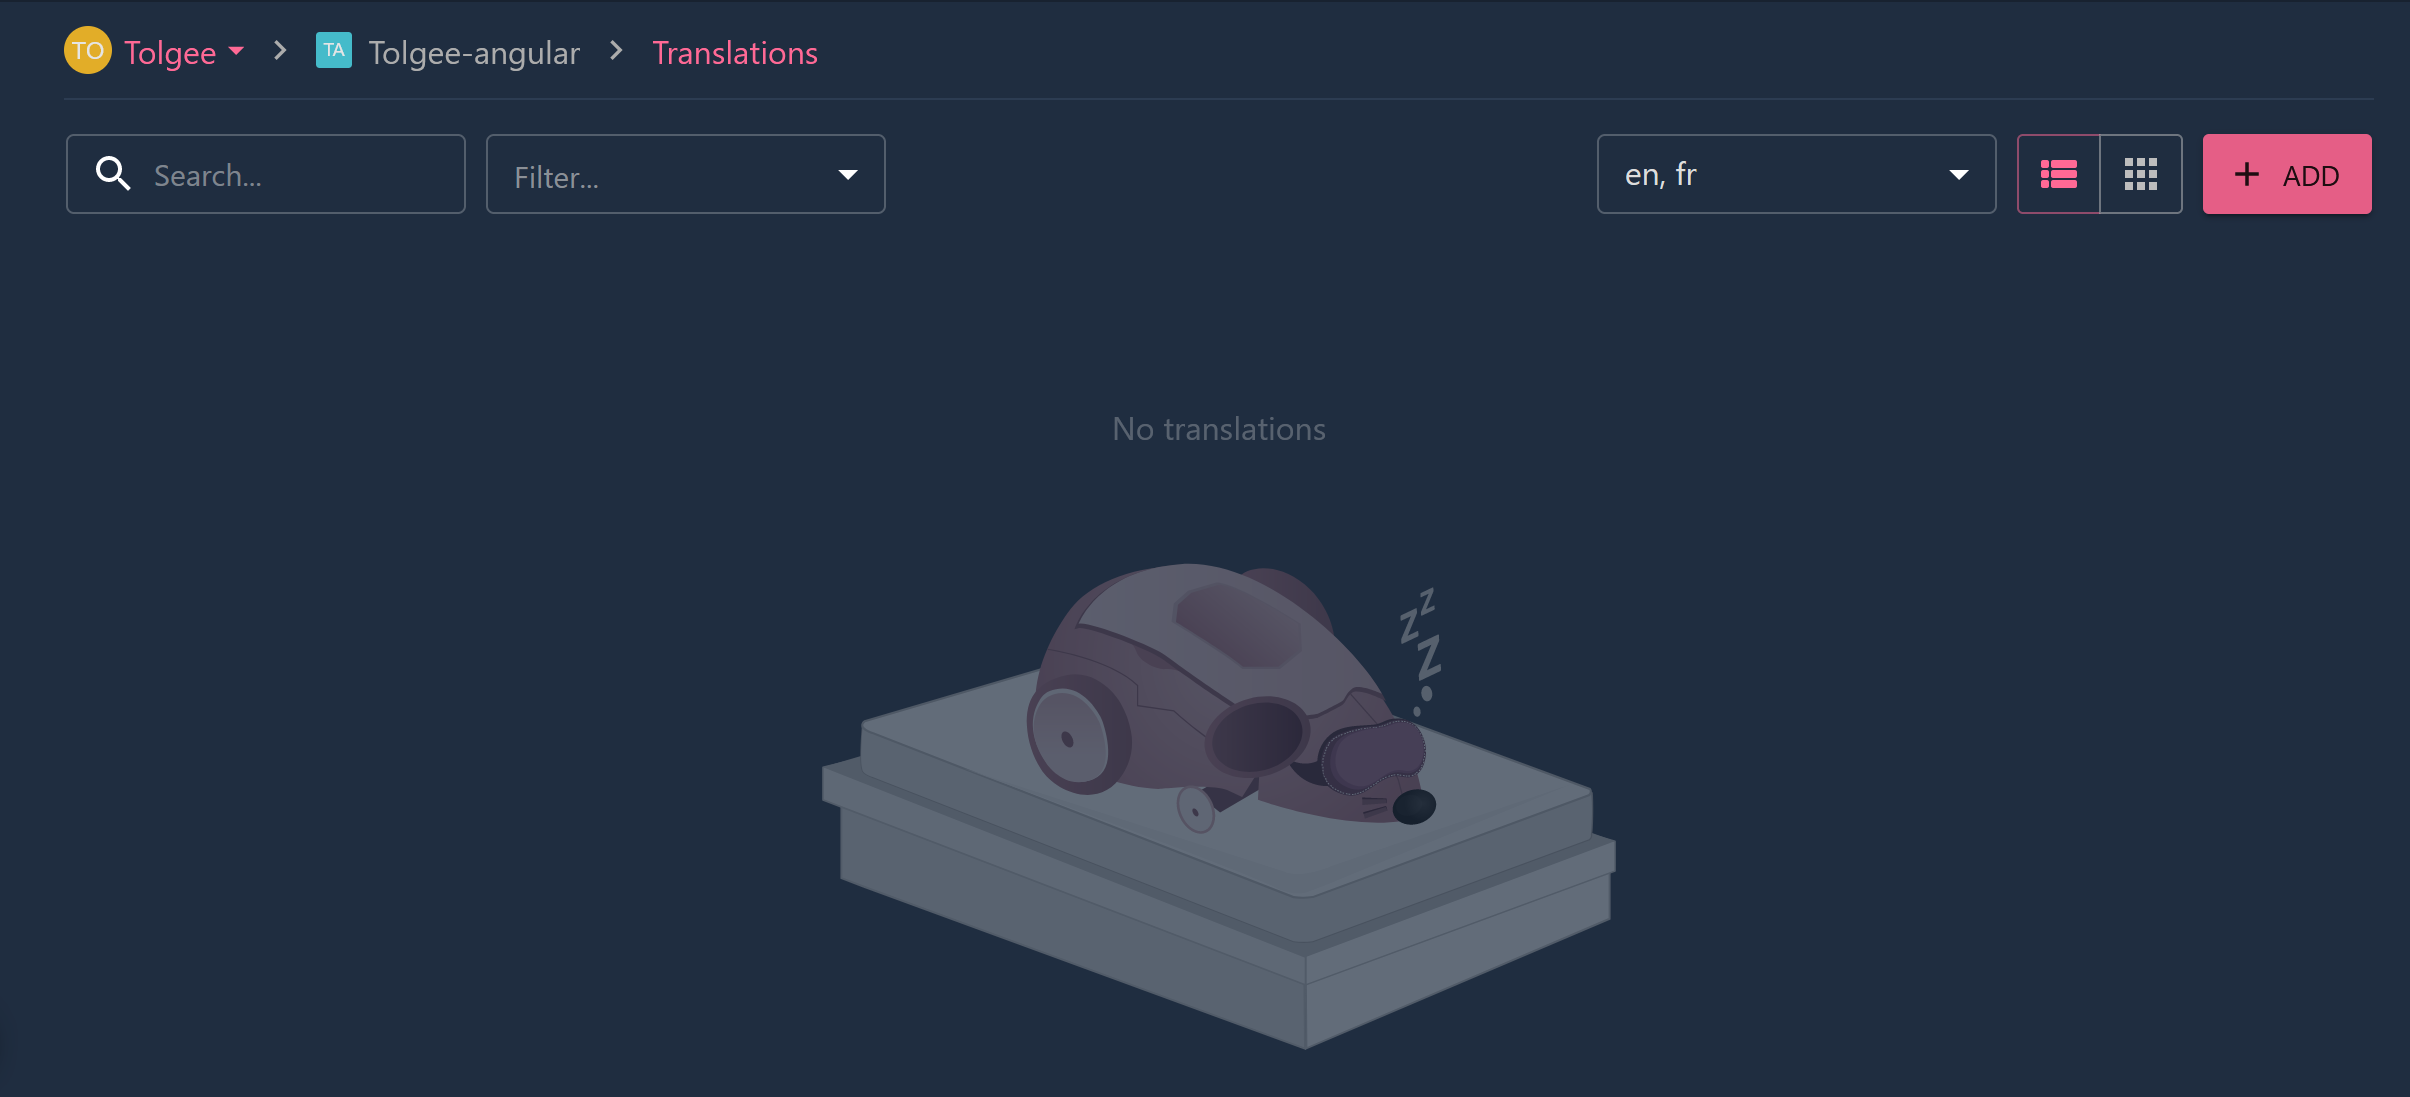 TO Tolgee TA Tolgee-angular Translations
Search... Filter... en, fr ADD
No translations
z
z
z